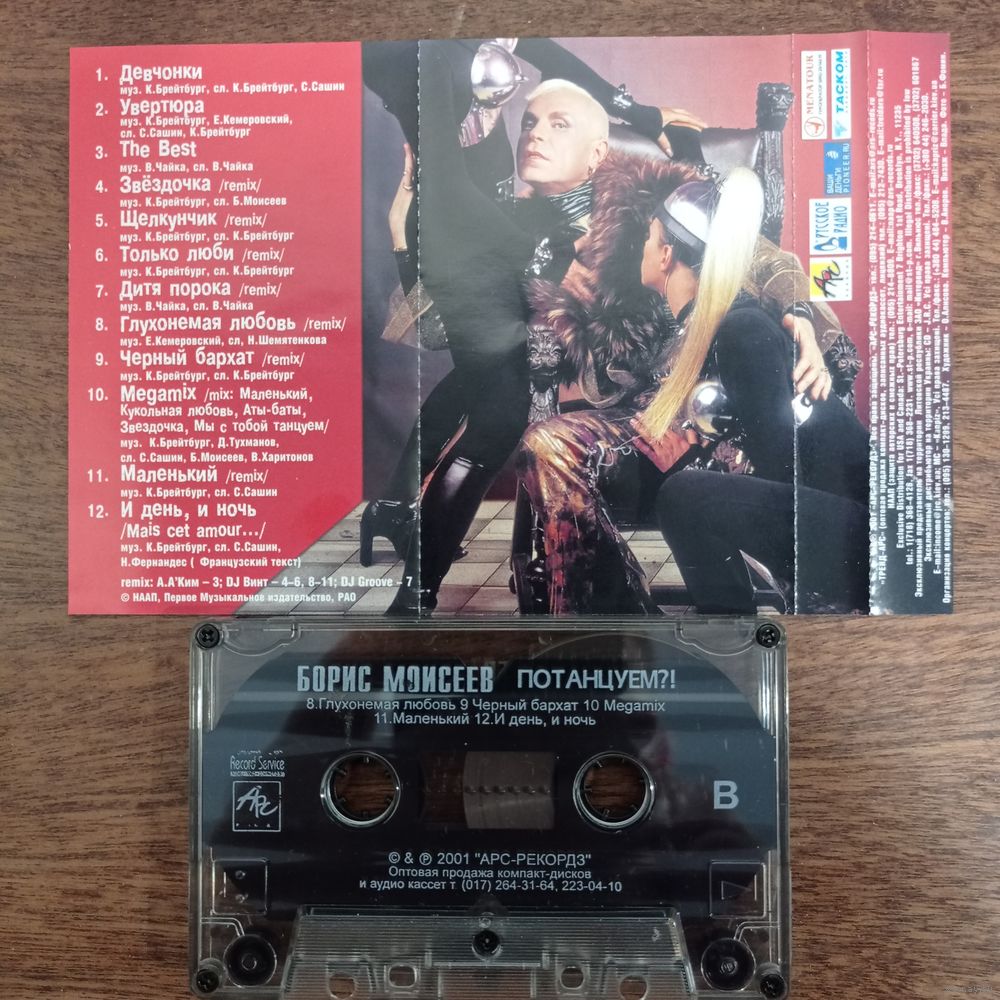 1. Девчонки
муз. К.Брейтбург, сл. К.Брейтбург, С.Сашин
2. Увертюра
муз. К.Брейтбург, Е.Кемеровский,
сл. С.Сашин, К.Брейтбург
3. The Best
муз. В.Чайка, сл. В.Чайка
4. Звёздочка /remix/
муз. К.Брейтбург, сл. Б.Моисеев
5. Щелкунчик /remix/
муз. К.Брейтбург, сл. К.Брейтбург
6. Только люби /remix/
муз. К.Брейтбург, сл. К.Брейтбург
7. Дитя порока /remix/
муз. В.Чайка, сл. В.Чайка
8. Глухонемая любовь /remix/
муз. Е.Кемеровский, сл, Н.Шемятенкова
9. Черный бархат /remix/
муз. К.Брейтбург, сл. К.Брейтбург
10. Megamix /mix: Маленький,
Кукольная любовь, Аты-баты,
Звездочка, Мы с тобой танцуем/
муз. К.Брейтбург, Д.Тухманов,
сл. С.Сашин, Б.Моисеев, В.Харитонов
11. Маленький /remix/
муз. К.Брейтбург, сл. С.Сашин
12. И день, и ночь
/Mais cet amour.../
муз. К.Брейтбург, сл. С.Сашин,
Н.Фернандес ( Французский текст)
remix: А.А'Ким – 3; DJ Винт – 4–6, 8–11; DJ Groove – 7
© НААП, Первое Музыкальное издательство, РАО
MENATOUR
ТАСКОМ
ВАШИ
ДЕНЬГИ
PIONEER.RU
РУССКОЕ
РАДИО
АРС
БОРИС МОИСЕЕВ ПОТАНЦУЕМ?!
8.Глухонемая любовь 9 Черный бархат 10 Megamix
11.Маленький 12.И день, и ночь
Record Service
АРС
B
© & ℗ 2001 "АРС-РЕКОРДЗ"
Оптовая продажа компакт-дисков
и аудио кассет т (017) 264-31-64, 223-04-10